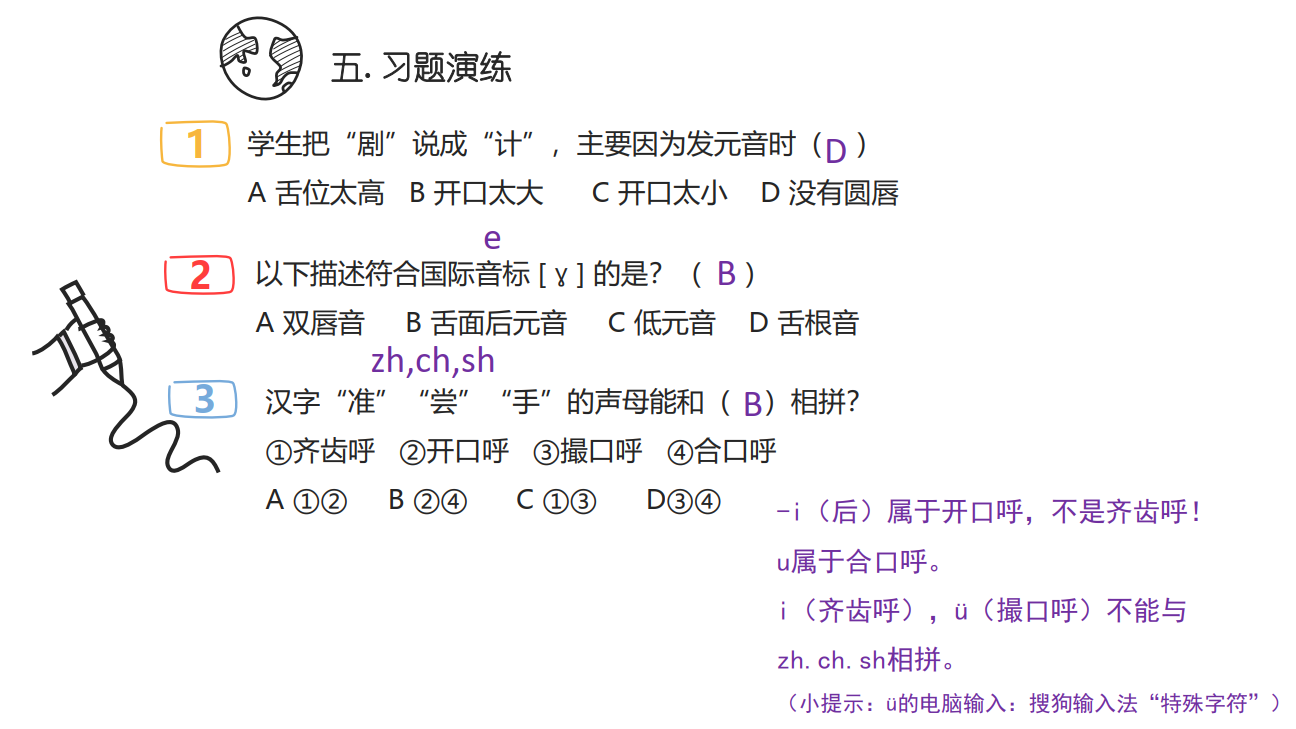 五. 习题演练
1 学生把“剧”说成“计”，主要因为发元音时（D）
A 舌位太高 B 开口太大 C 开口太小 D 没有圆唇
e
2 以下描述符合国际音标 [ ɣ ] 的是？（ B ）
A 双唇音 B 舌面后元音 C 低元音 D 舌根音
zh,ch,sh
3 汉字“准”“尝”“手”的声母能和（ B）相拼？
①齐齿呼 ②开口呼 ③撮口呼 ④合口呼
A ①② B ②④ C ①③ D③④
-i（后）属于开口呼，不是齐齿呼！
u属于合口呼。
i（齐齿呼），ü（撮口呼）不能与
zh. ch. sh相拼。
（小提示：ü的电脑输入：搜狗输入法“特殊字符”）